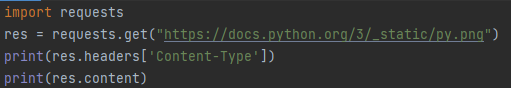 import requests
res = requests.get("https://docs.python.org/3/_static/py.png")
print(res.headers['Content-Type'])
print(res.content)